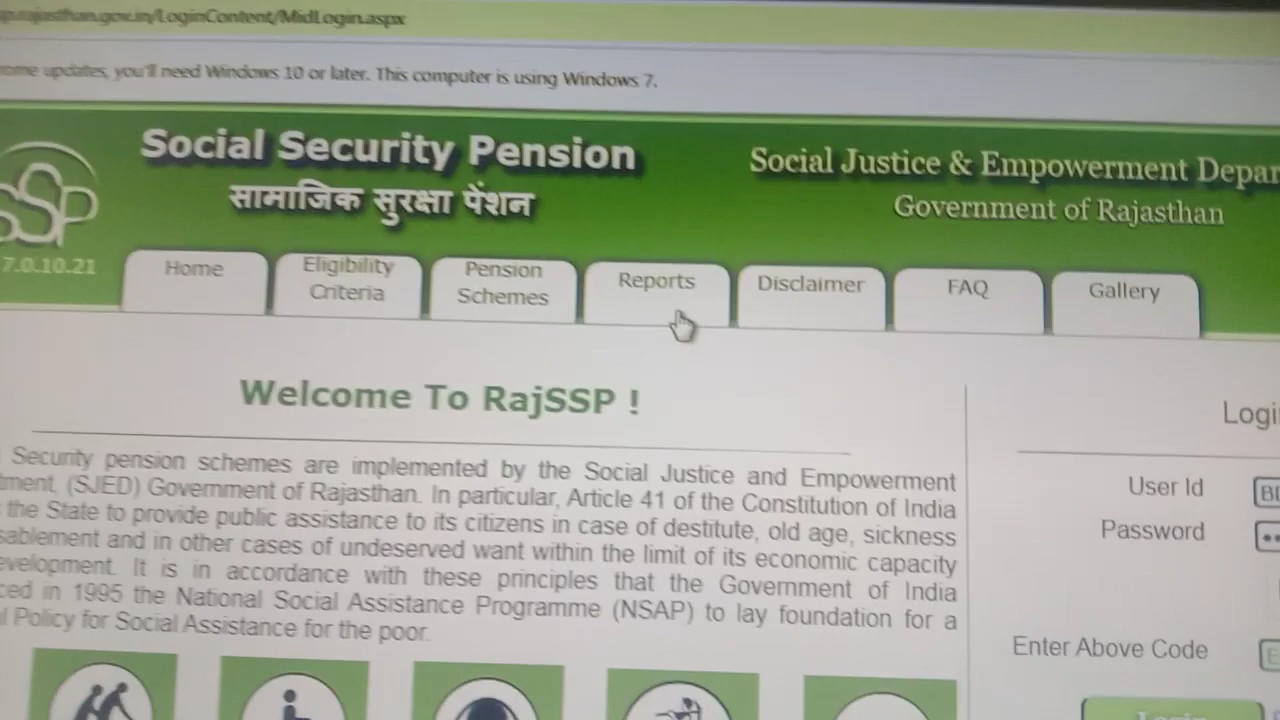 .rajasthan.gov.in/LoginContent/MidLogin.aspx
updates, you'll need Windows 10 or later. This computer is using Windows 7.
Social Security Pension
सामाजिक सुरक्षा पेंशन
Social Justice & Empowerment Depar
Government of Rajasthan
SSP
7.0.10.21
Home
Eligibility
Criteria
Pension
Schemes
Reports
Disclaimer
FAQ
Gallery
Welcome To RajSSP !
Security pension schemes are implemented by the Social Justice and Empowerment
tment, (SJED) Government of Rajasthan. In particular, Article 41 of the Constitution of India
the State to provide public assistance to its citizens in case of destitute, old age, sickness
sablement and in other cases of undeserved want within the limit of its economic capacity
evelopment. It is in accordance with these principles that the Government of India
ced in 1995 the National Social Assistance Programme (NSAP) to lay foundation for a
l Policy for Social Assistance for the poor.
Logi
User Id
Password
Enter Above Code